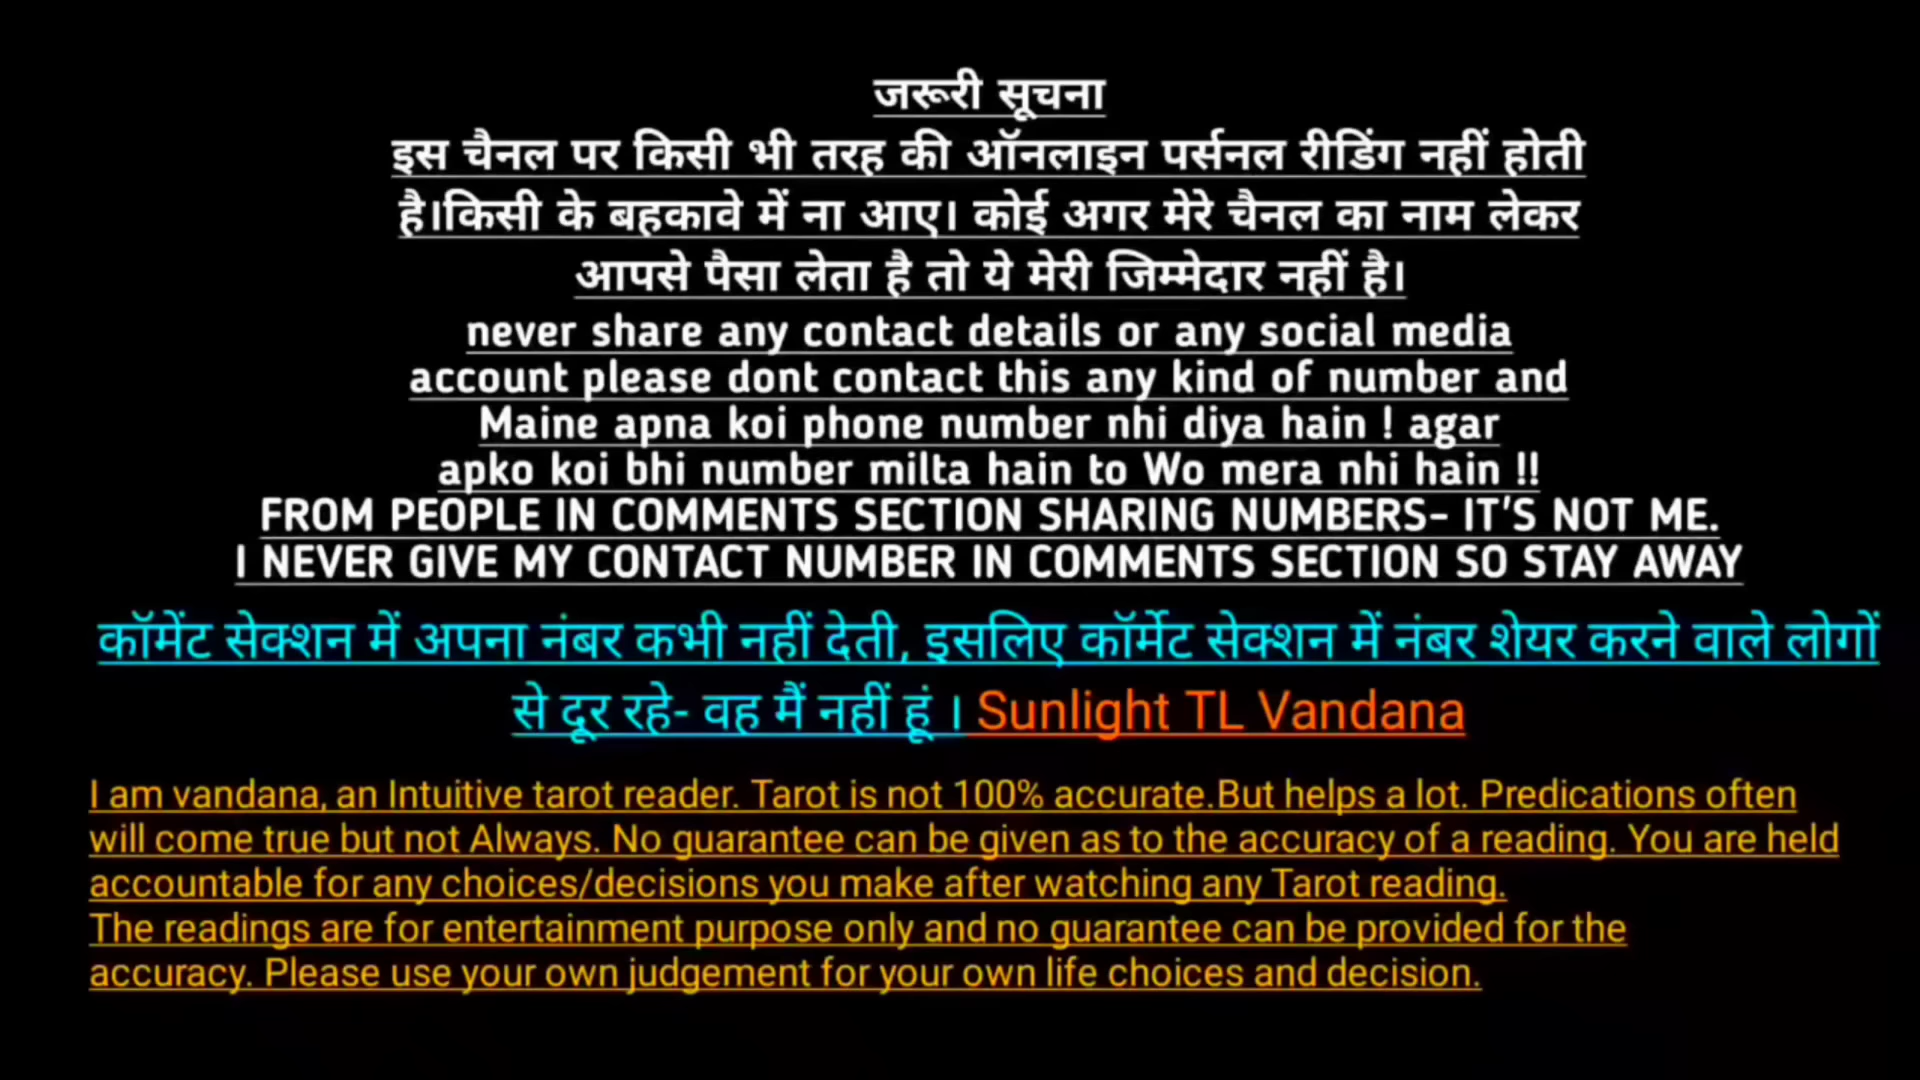 जरूरी सूचना
इस चैनल पर किसी भी तरह की ऑनलाइन पर्सनल रीडिंग नहीं होती
है।किसी के बहकावे में ना आए। कोई अगर मेरे चैनल का नाम लेकर
आपसे पैसा लेता है तो ये मेरी जिम्मेदार नहीं है।
never share any contact details or any social media
account please dont contact this any kind of number and
Maine apna koi phone number nhi diya hain ! agar
apko koi bhi number milta hain to Wo mera nhi hain !!
FROM PEOPLE IN COMMENTS SECTION SHARING NUMBERS- IT'S NOT ME.
I NEVER GIVE MY CONTACT NUMBER IN COMMENTS SECTION SO STAY AWAY
कॉमेंट सेक्शन में अपना नंबर कभी नहीं देती, इसलिए कॉर्मेट सेक्शन में नंबर शेयर करने वाले लोगों
से दूर रहे- वह मैं नहीं हूं । Sunlight TL Vandana
I am vandana, an Intuitive tarot reader. Tarot is not 100% accurate.But helps a lot. Predications often
will come true but not Always. No guarantee can be given as to the accuracy of a reading. You are held
accountable for any choices/decisions you make after watching any Tarot reading.
The readings are for entertainment purpose only and no guarantee can be provided for the
accuracy. Please use your own judgement for your own life choices and decision.